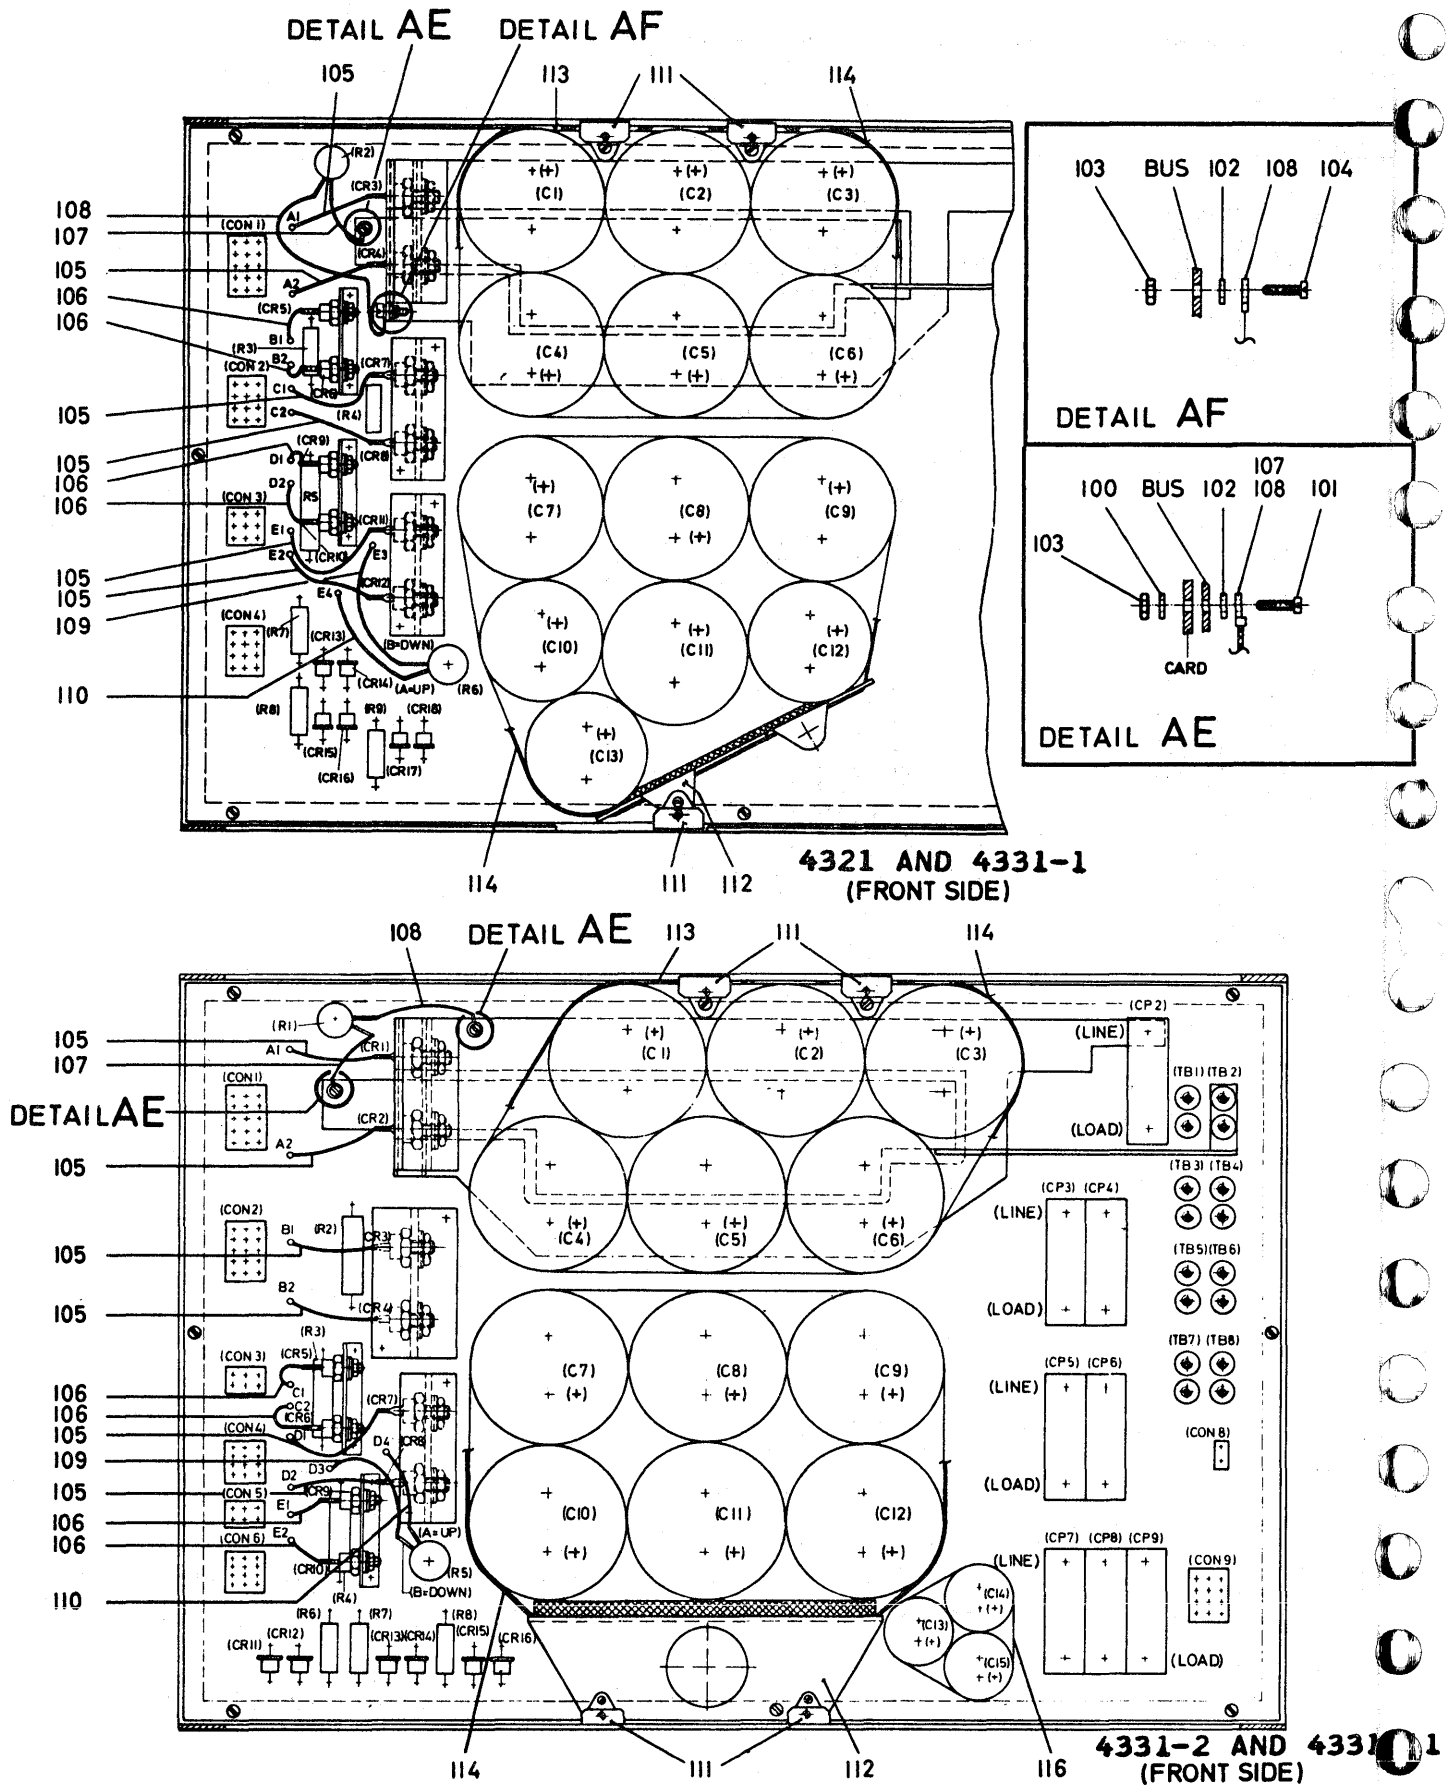 DETAIL AE DETAIL AF
105 113 111 114
(R2)
(CR3)
108
107
105
106
106
105
105
106
106
105
105
109
110
A1
(CON 1)
(CR4)
A2
(CR5)
B1
(R3)
B2
(CON 2)
(CR7)
C1
(CR6)
C2
(R4)
(CR8)
(CR9)
D1
D2
R5
(CON 3)
(CR11)
E1
E2
(CR10)
E3
(CR12)
E4
(CON 4)
(R7)
(CR13)
(B=DWN)
(CR14)
(A=UP)
(R6)
(R8)
(R9) (CR18)
(CR15)
(CR16)
(CR17)
(+) (+) (+)
(C1) (C2) (C3)
(C4) (C5) (C6)
(+) (+) (+)
(+) (+)
(C7) (C8) (C9)
(+)
(+) (+) (+)
(C10) (C11) (C12)
(+)
(C13)
114 111 112
4321 AND 4331-1
(FRONT SIDE)
103 BUS 102 108 104
DETAIL AF
107
100 BUS 102 108 101
103
CARD
DETAIL AE
108 DETAIL AE 113 111 114
105
107
DETAIL AE
105
105
105
106
106
105
109
105
106
106
110
(R1)
A1
(CR1)
(CON1)
(CR2)
A2
(CON2)
B1
(R2)
(CR3)
B2
(CR4)
(R3)
(CR5)
(CON 3)
C1
C2
(CR6)
(CR7)
(CON4)
D1
D4
(CR8)
D3
D2
(CON 5)
(CR9)
E1
(CON 6)
E2
(A=UP)
(CR10)
(R5)
(R4)
(B=DOWN)
(R6) (R7) (R8)
(CR11) (CR12) (CR13) (CR14) (CR15) (CR16)
(+) (+) (+)
(C1) (C2) (C3)
(+) (+) (+)
(C4) (C5) (C6)
(C7) (C8) (C9)
(+) (+) (+)
(C10) (C11) (C12)
(+) (+) (+)
(C14)
(+)
(C13)
(+)
(C15)
(+)
(CP2)
(LINE)
(TB1) (TB2)
(LOAD)
(TB3) (TB4)
(CP3) (CP4)
(LINE)
(TB5) (TB6)
(LOAD)
(TB7) (TB8)
(CP5) (CP6)
(LINE)
(CON 8)
(LOAD)
(CP7) (CP8) (CP9)
(LINE)
(CON 9)
(LOAD)
114 111 112 116
4331-2 AND 4331 1
(FRONT SIDE)